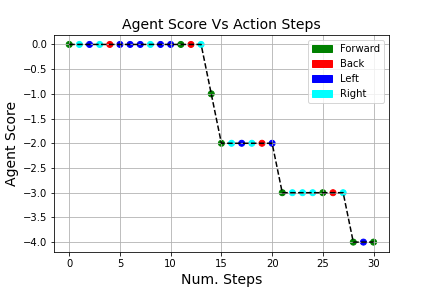 Agent Score Vs Action Steps
0.0
−0.5
−1.0
−1.5
−2.0
−2.5
−3.0
−3.5
−4.0
Agent Score
Forward
Back
Left
Right
0 5 10 15 20 25 30
Num. Steps